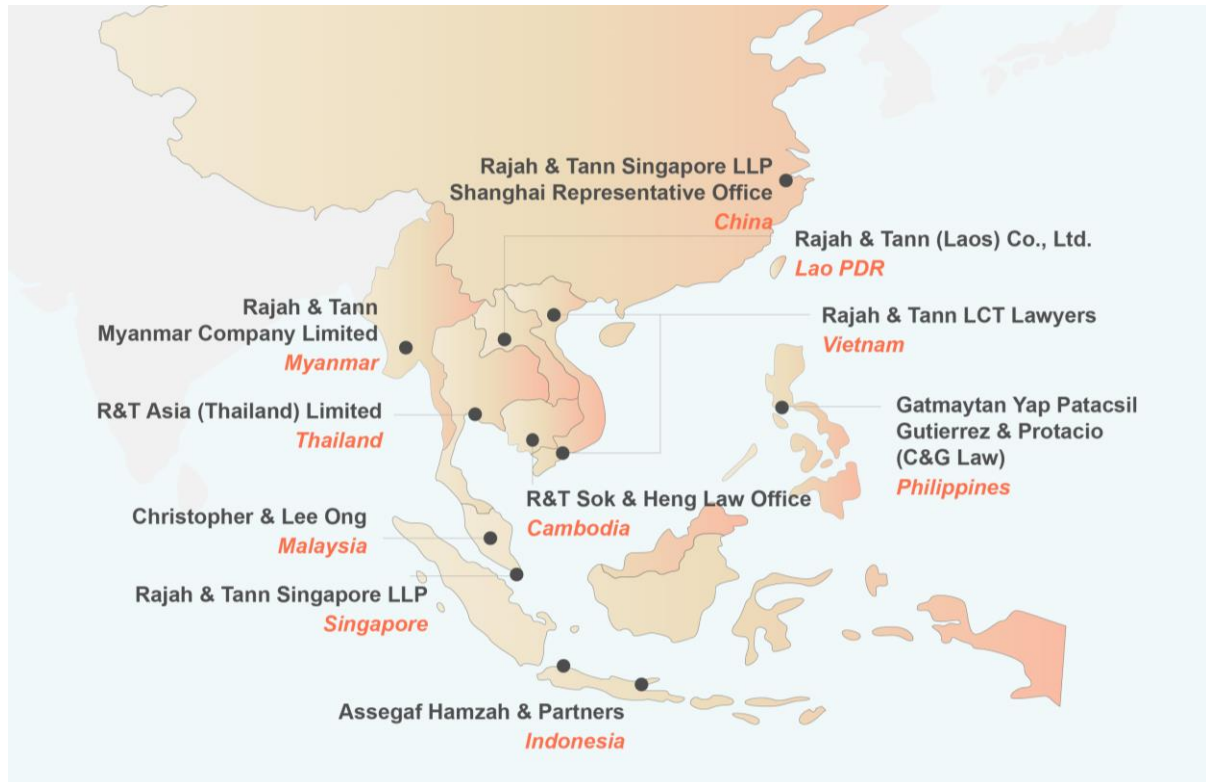 Rajah & Tann Singapore LLP
Shanghai Representative Office
China
Rajah & Tann (Laos) Co., Ltd.
Lao PDR
Rajah & Tann
Myanmar Company Limited
Myanmar
Rajah & Tann LCT Lawyers
Vietnam
R&T Asia (Thailand) Limited
Thailand
Gatmaytan Yap Patacsil
Gutierrez & Protacio
(C&G Law)
Philippines
R&T Sok & Heng Law Office
Cambodia
Christopher & Lee Ong
Malaysia
Rajah & Tann Singapore LLP
Singapore
Assegaf Hamzah & Partners
Indonesia